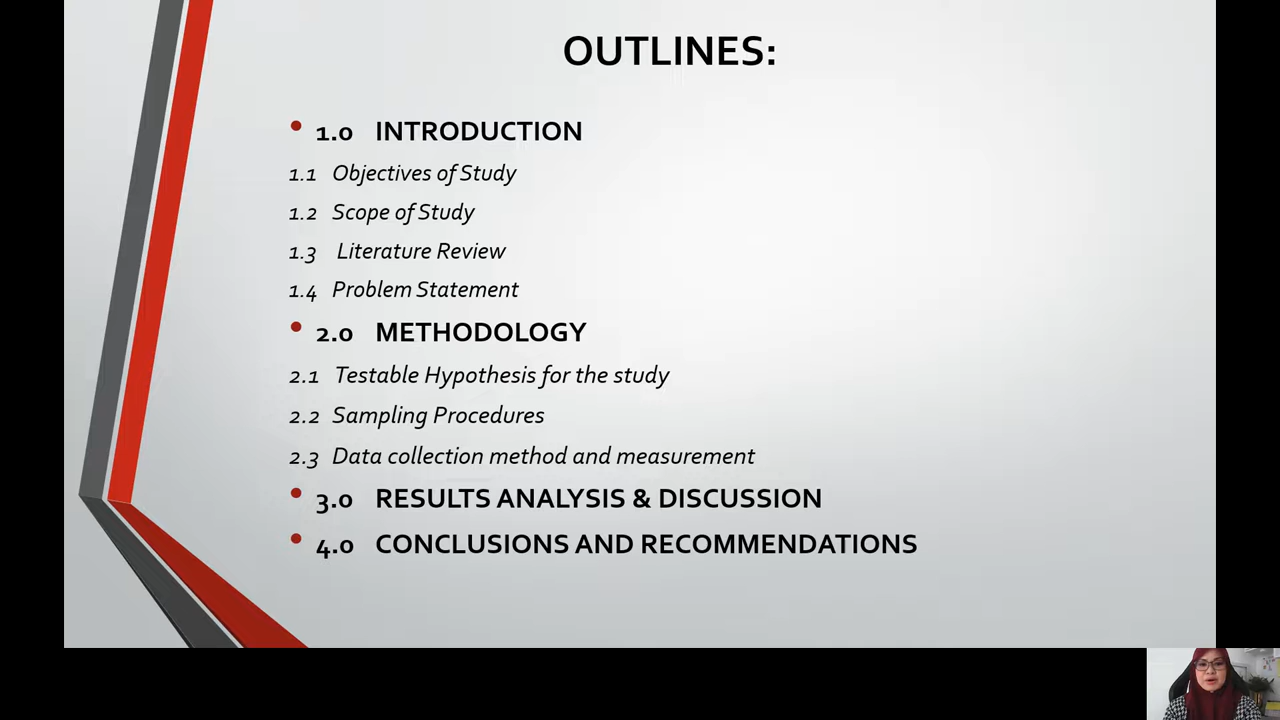 OUTLINES:
• 1.0 INTRODUCTION
1.1 Objectives of Study
1.2 Scope of Study
1.3 Literature Review
1.4 Problem Statement
• 2.0 METHODOLOGY
2.1 Testable Hypothesis for the study
2.2 Sampling Procedures
2.3 Data collection method and measurement
• 3.0 RESULTS ANALYSIS & DISCUSSION
• 4.0 CONCLUSIONS AND RECOMMENDATIONS